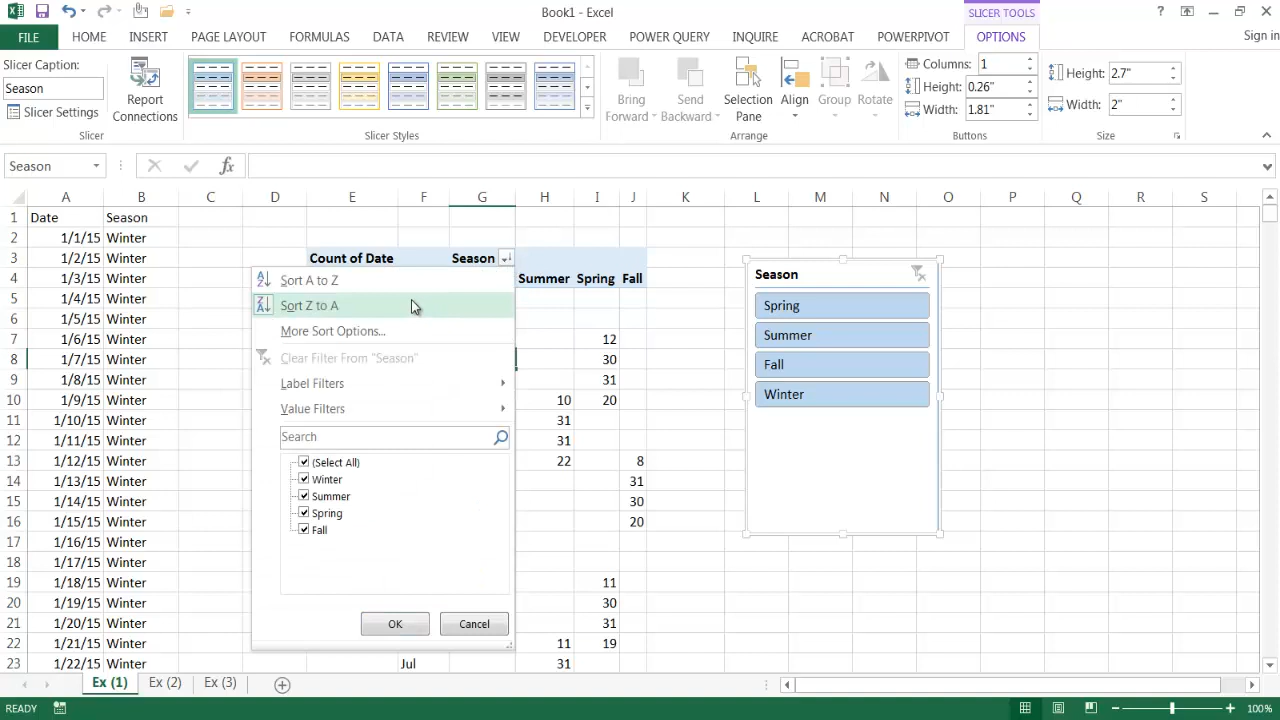 Book1 - Excel
SLICER TOOLS
?
FILE HOME INSERT PAGE LAYOUT FORMULAS DATA REVIEW VIEW DEVELOPER POWER QUERY INQUIRE ACROBAT POWERPIVOT OPTIONS Sign in
Slicer Caption:
Season
Slicer Settings
Report Connections
Bring Forward
Send Backward
Selection Pane
Align
Group
Rotate
Columns: 1
Height: 0.26"
Width: 1.81"
Height: 2.7"
Width: 2"
Slicer Slicer Styles Arrange Buttons Size
Season fx
A B C D E F G H I J K L M N O P Q R S
1 Date Season
2 1/1/15 Winter
3 1/2/15 Winter Count of Date Season
4 1/3/15 Winter Summer Spring Fall
5 1/4/15 Winter
6 1/5/15 Winter
7 1/6/15 Winter 12
8 1/7/15 Winter 30
9 1/8/15 Winter 31
10 1/9/15 Winter 10 20
11 1/10/15 Winter 31
12 1/11/15 Winter 31
13 1/12/15 Winter 22 8
14 1/13/15 Winter 31
15 1/14/15 Winter 30
16 1/15/15 Winter 20
17 1/16/15 Winter
18 1/17/15 Winter
19 1/18/15 Winter 11
20 1/19/15 Winter 30
21 1/20/15 Winter 31
22 1/21/15 Winter 11 19
23 1/22/15 Winter Jul 31
Sort A to Z
Sort Z to A
More Sort Options...
Clear Filter From "Season"
Label Filters
Value Filters
Search
(Select All)
Winter
Summer
Spring
Fall
OK Cancel
Season
Spring
Summer
Fall
Winter
Ex (1) Ex (2) Ex (3)
READY 100%